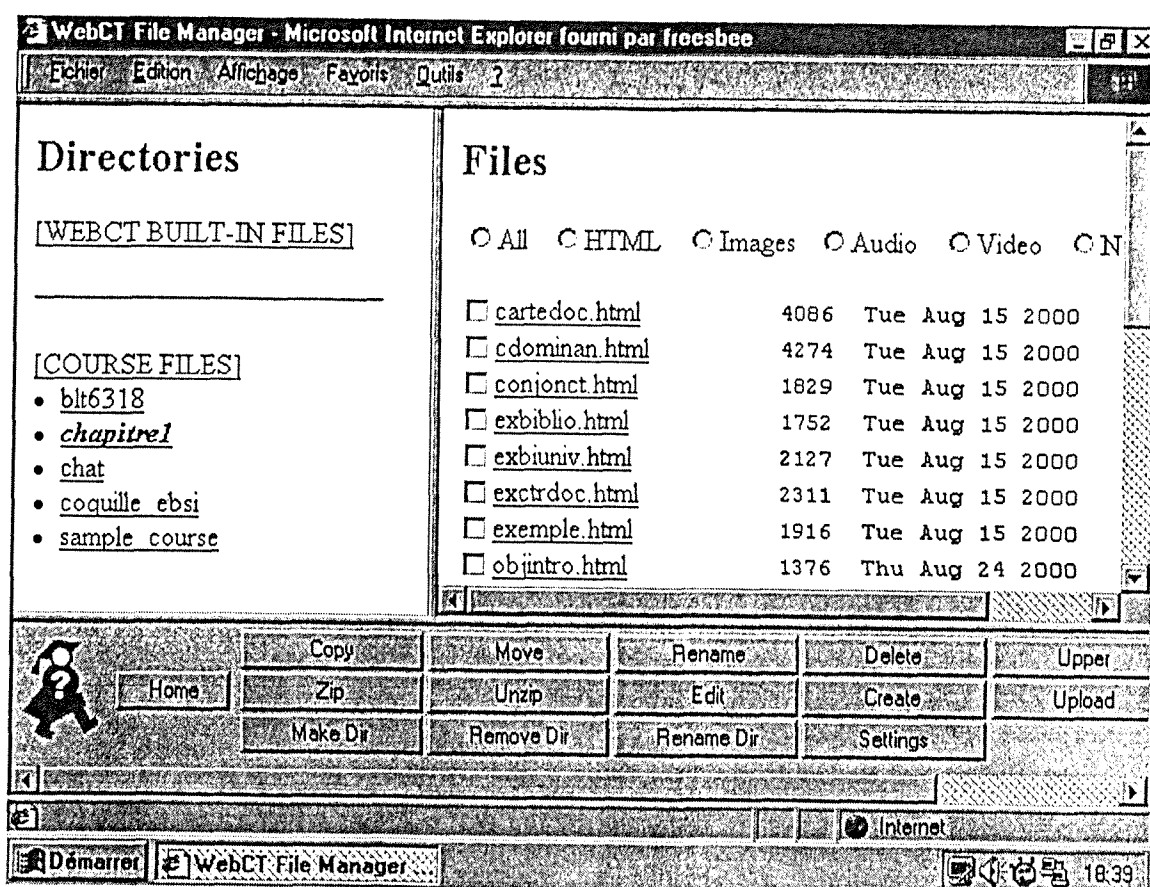 WebCT File Manager - Microsoft Internet Explorer fourni par freesbee
Fichier Edition Affichage Favoris Outils ?
Directories
[WEBCT BUILT-IN FILES]
[COURSE FILES]
• blt6318
• chapitre1
• chat
• coquille_ebsi
• sample_course
Files
All HTML Images Audio Video N
cartedoc.html 4086 Tue Aug 15 2000
cdominan.html 4274 Tue Aug 15 2000
conjonct.html 1829 Tue Aug 15 2000
exbiblio.html 1752 Tue Aug 15 2000
exbiuniv.html 2127 Tue Aug 15 2000
exctrdoc.html 2311 Tue Aug 15 2000
exemple.html 1916 Tue Aug 15 2000
objintro.html 1376 Thu Aug 24 2000
?
Home
Copy Move Rename Delete Upper
Zip Unzip Edit Create Upload
Make Dir Remove Dir Rename Dir Settings
Internet
Démarrer WebCT File Manager ... 18:39